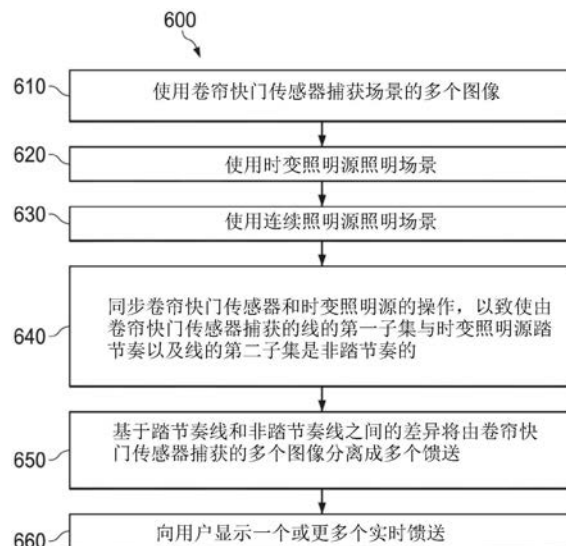 600
610
使用卷帘快门传感器捕获场景的多个图像
620
使用时变照明源照明场景
630
使用连续照明源照明场景
640
同步卷帘快门传感器和时变照明源的操作，以致使由
卷帘快门传感器捕获的线的第一子集与时变照明源踏
节奏以及线的第二子集是非踏节奏的
650
基于踏节奏线和非踏节奏线之间的差异将由卷帘快
门传感器捕获的多个图像分离成多个馈送
660
向用户显示一个或更多个实时馈送